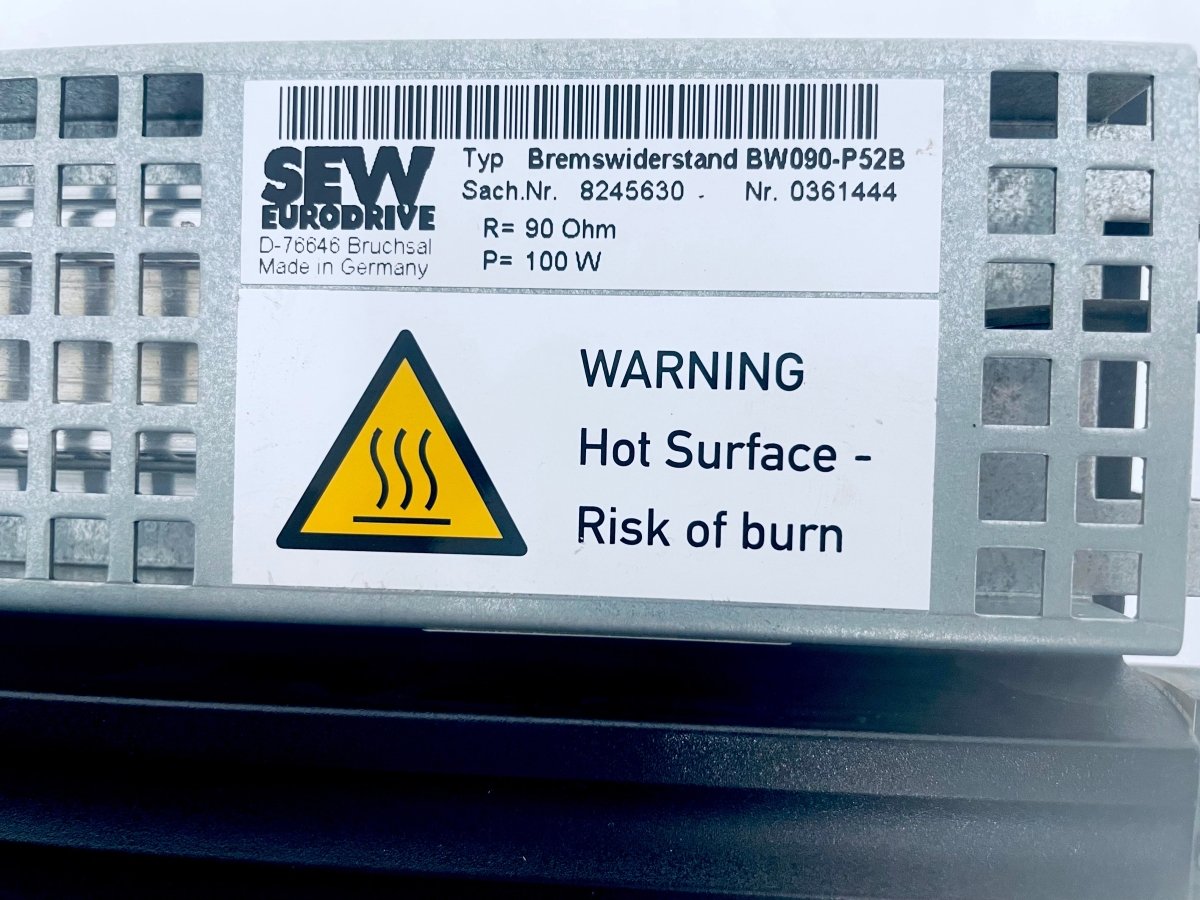 SEW
EURODRIVE
D-76646 Bruchsal
Made in Germany
Typ Bremswiderstand BW090-P52B
Sach.Nr. 8245630 Nr. 0361444
R= 90 Ohm
P= 100 W
WARNING
Hot Surface -
Risk of burn